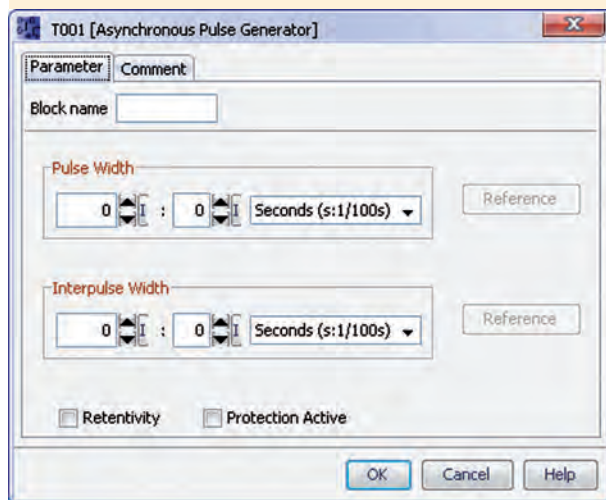 T001 [Asynchronous Pulse Generator]
Parameter Comment
Block name
Pulse Width
0 : 0 Seconds (s:1/100s) Reference
Interpulse Width
0 : 0 Seconds (s:1/100s) Reference
Retentivity Protection Active
OK Cancel Help